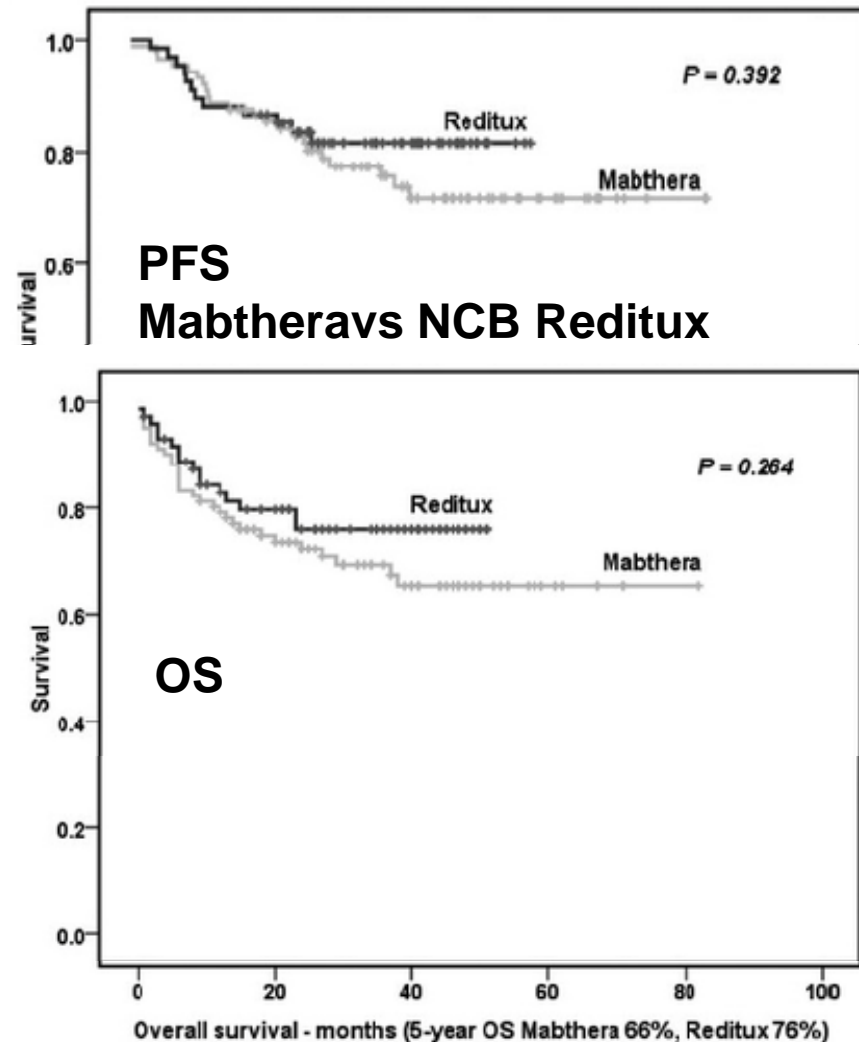 1.0
P = 0.392
Reditux
0.8
Mabthera
0.6
PFS
Mabtheravs NCB Reditux
urvival
1.0
P = 0.264
Reditux
0.8
Mabthera
0.6
OS
Survival
0.4
0.2
0.0
0 20 40 60 80 100
Overall survival - months (5-year OS Mabthera 66%, Reditux 76%)